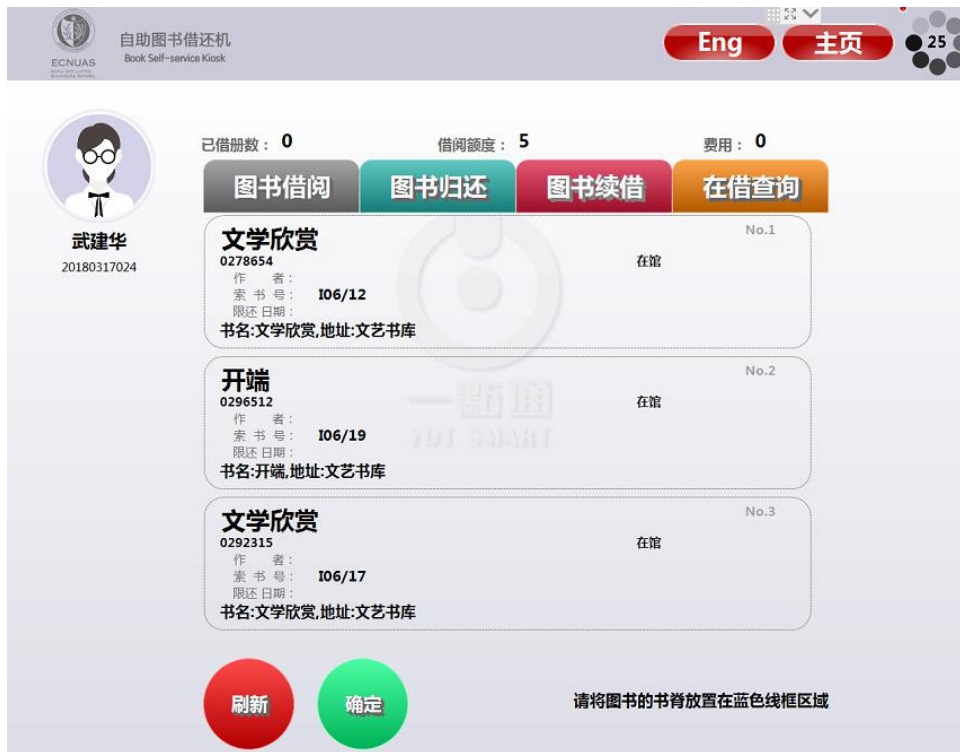 ECNUAS
自助图书借还机
Book Self-service Kiosk
Eng
主页
25
已借册数： 0
借阅额度： 5
费用： 0
图书借阅
图书归还
图书续借
在借查询
武建华
20180317024
文学欣赏
No.1
0278654
在馆
作 者：
索 书 号： I06/12
限还日期：
书名:文学欣赏,地址:文艺书库
开端
No.2
0296512
在馆
作 者：
索 书 号： I06/19
限还日期：
书名:开端,地址:文艺书库
文学欣赏
No.3
0292315
在馆
作 者：
索 书 号： I06/17
限还日期：
书名:文学欣赏,地址:文艺书库
一點通
YDT SMART
刷新
确定
请将图书的书脊放置在蓝色线框区域